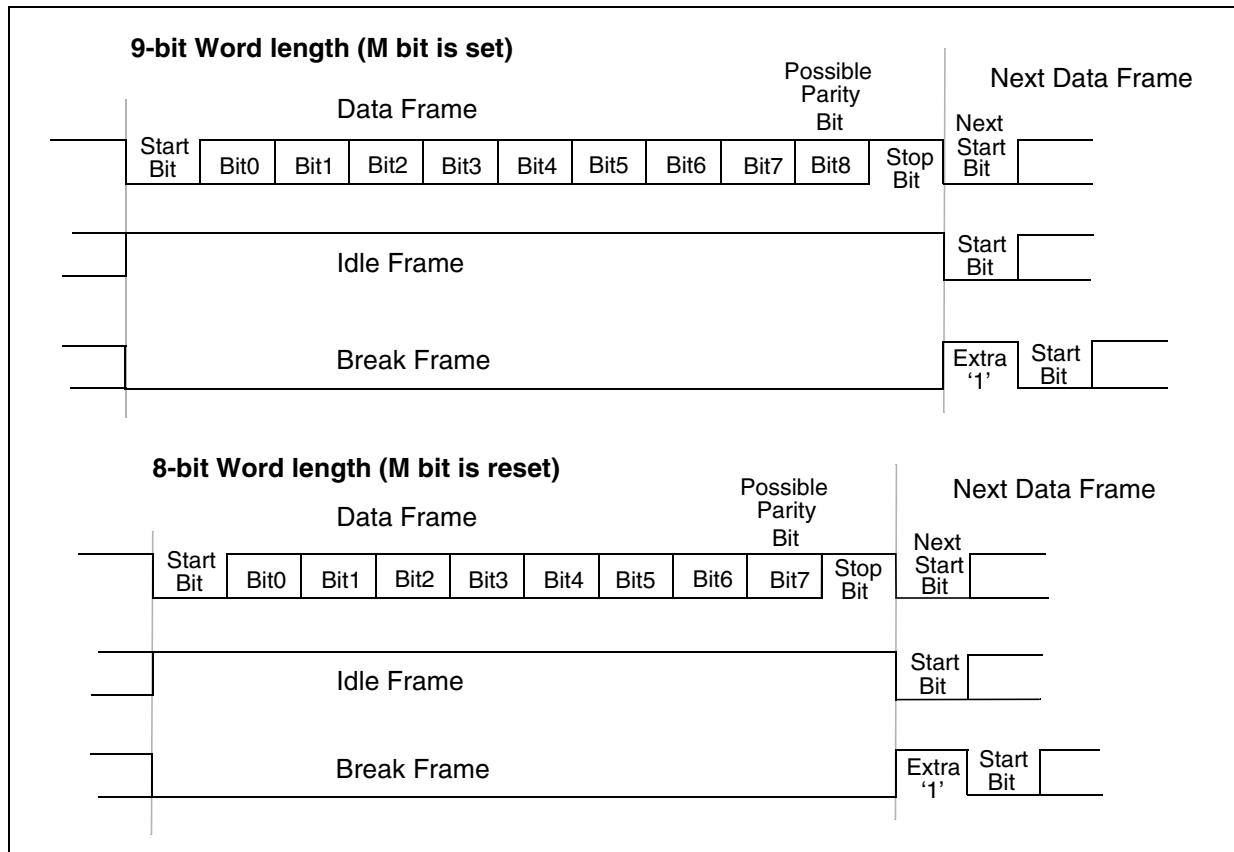 9-bit Word length (M bit is set)
Possible
Parity
Bit
Next Data Frame
Data Frame
Next
Start
Bit
Start
Bit
Bit0
Bit1
Bit2
Bit3
Bit4
Bit5
Bit6
Bit7
Bit8
Stop
Bit
Idle Frame
Start
Bit
Break Frame
Extra
‘1’
Start
Bit
8-bit Word length (M bit is reset)
Possible
Parity
Bit
Next Data Frame
Data Frame
Next
Start
Bit
Start
Bit
Bit0
Bit1
Bit2
Bit3
Bit4
Bit5
Bit6
Bit7
Stop
Bit
Idle Frame
Start
Bit
Break Frame
Extra
‘1’
Start
Bit